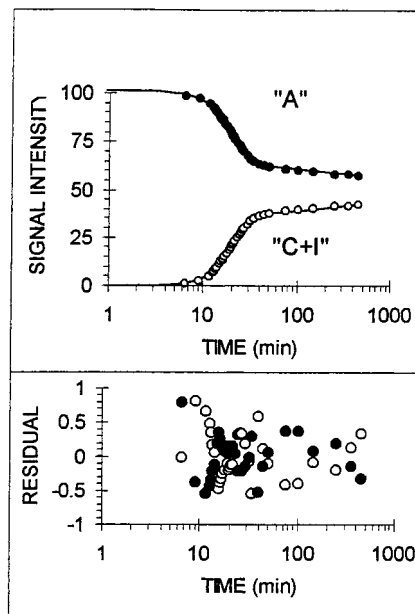 100
75
50
25
0
SIGNAL INTENSITY
"A"
"C+I"
1 10 100 1000
TIME (min)
1
0.5
0
-0.5
-1
RESIDUAL
1 10 100 1000
TIME (min)